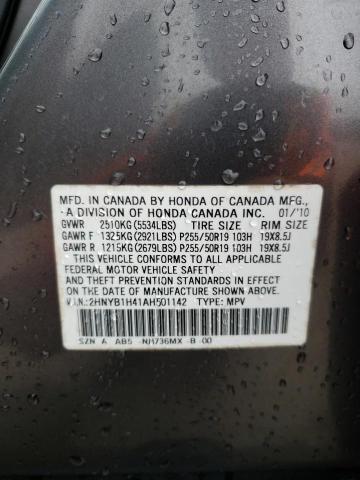 MFD. IN CANADA BY HONDA OF CANADA MFG.,
A DIVISION OF HONDA CANADA INC. 01/'10
GVWR 2510KG (5534LBS) TIRE SIZE RIM SIZE
GAWR F 1325KG (2921LBS) P255/50R19 103H 19X8.5J
GAWR R 1215KG (2679LBS) P255/50R19 103H 19X8.5J
THIS VEHICLE CONFORMS TO ALL APPLICABLE
FEDERAL MOTOR VEHICLE SAFETY AND
THEFT PREVENTION STANDARDS IN EFFECT ON THE
DATE OF MANUFACTURE SHOWN ABOVE.
V.I.N.:2HNYB1H41AH501142 TYPE: MPV
SZN A AB5 NH736MX -B 00